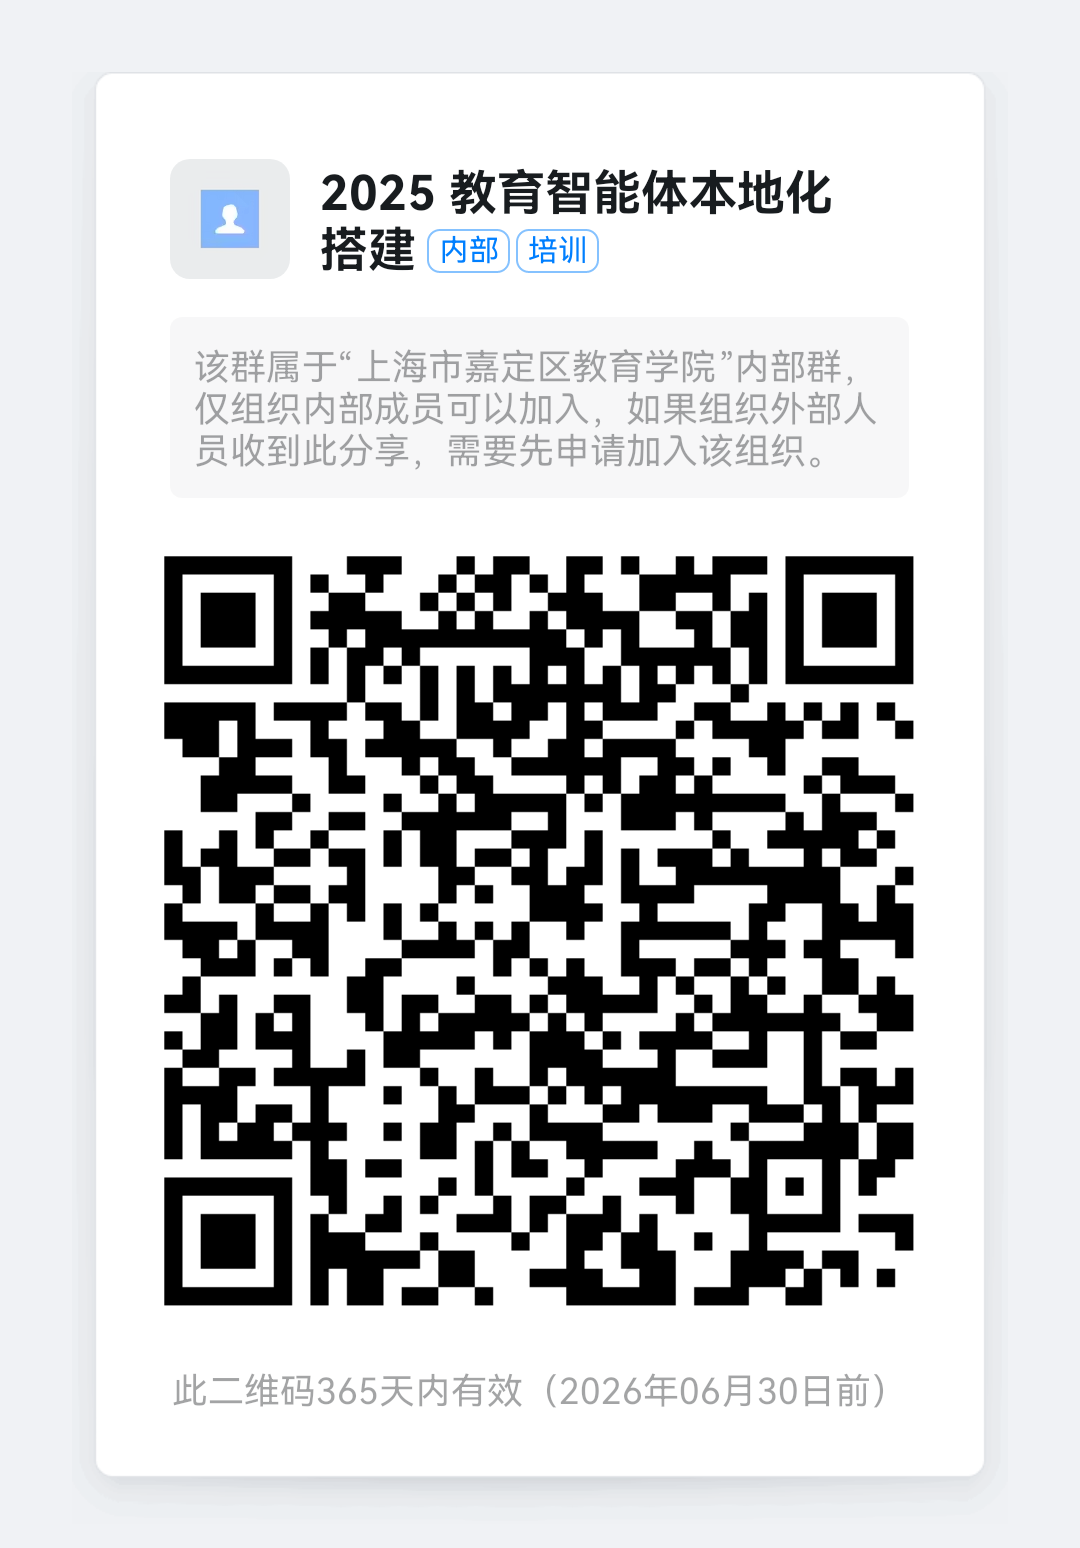 2025 教育智能体本地化
搭建 内部 培训
该群属于“上海市嘉定区教育学院”内部群，
仅组织内部成员可以加入，如果组织外部人
员收到此分享，需要先申请加入该组织。
此二维码365天内有效（2026年06月30日前）